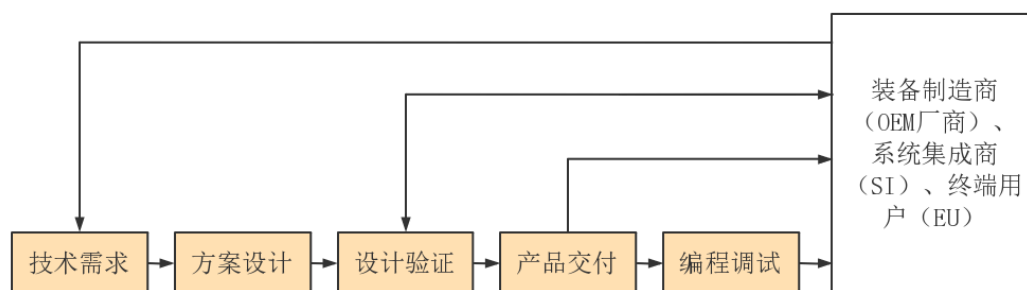 装备制造商
（OEM厂商）、
系统集成商
（SI）、终端用
户（EU）
技术需求
方案设计
设计验证
产品交付
编程调试